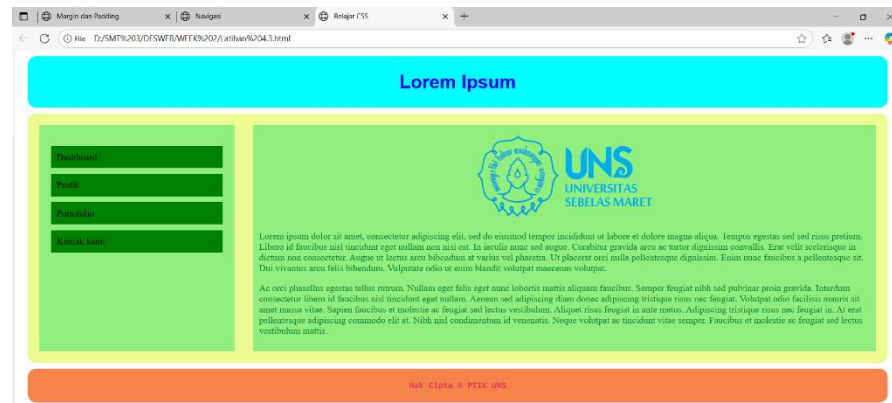 Margin dan Padding
Navigasi
Belajar CSS
File D:/SMT%203/DESWEB/WEEK%202/Latihan%204.3.html
Lorem Ipsum
Dashboard
Profil
Portofolio
Kontak kami
UNS
UNIVERSITAS
SEBELAS MARET
Lorem ipsum dolor sit amet, consectetur adipiscing elit, sed do eiusmod tempor incididunt ut labore et dolore magna aliqua. Tempus egestas sed sed risus pretium.
Libero id faucibus nisl tincidunt eget nullam non nisi est. In iaculis nunc sed augue. Curabitur gravida arcu ac tortor dignissim convallis. Erat velit scelerisque in
dictum non consectetur. Augue ut lectus arcu bibendum at varius vel pharetra. Ut placerat orci nulla pellentesque dignissim. Enim nunc faucibus a pellentesque sit.
Dui vivamus arcu felis bibendum. Vulputate odio ut enim blandit volutpat maecenas volutpat.
Ac orci phasellus egestas tellus rutrum. Nullam eget felis eget nunc lobortis mattis aliquam faucibus. Semper feugiat nibh sed pulvinar proin gravida. Interdum
consectetur libero id faucibus nisl tincidunt eget nullam. Aenean sed adipiscing diam donec adipiscing tristique risus nec feugiat. Volutpat odio facilisis mauris sit
amet massa vitae. Sapien faucibus et molestie ac feugiat sed lectus vestibulum. Aliquet risus feugiat in ante metus. Adipiscing tristique risus nec feugiat in. At erat
pellentesque adipiscing commodo elit at. Nibh nisl condimentum id venenatis. Neque volutpat ac tincidunt vitae semper. Faucibus et molestie ac feugiat sed lectus
vestibulum mattis.
Hak Cipta © PTIK UNS